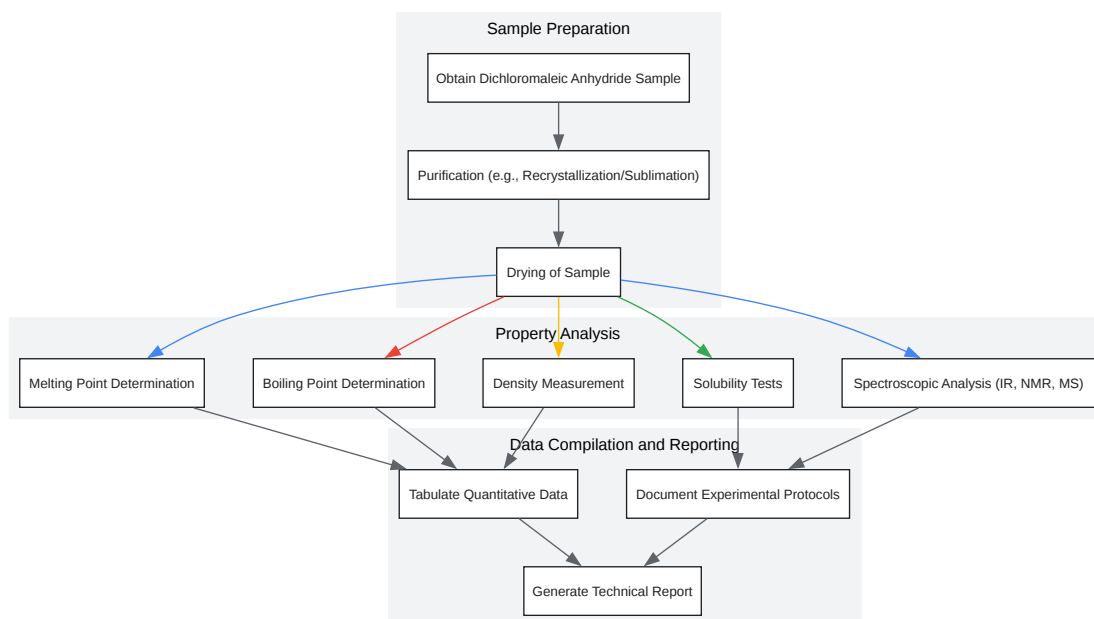 Sample Preparation
Obtain Dichloromaleic Anhydride Sample
Purification (e.g., Recrystallization/Sublimation)
Drying of Sample
Property Analysis
Melting Point Determination
Boiling Point Determination
Density Measurement
Solubility Tests
Spectroscopic Analysis (IR, NMR, MS)
Data Compilation and Reporting
Tabulate Quantitative Data
Document Experimental Protocols
Generate Technical Report